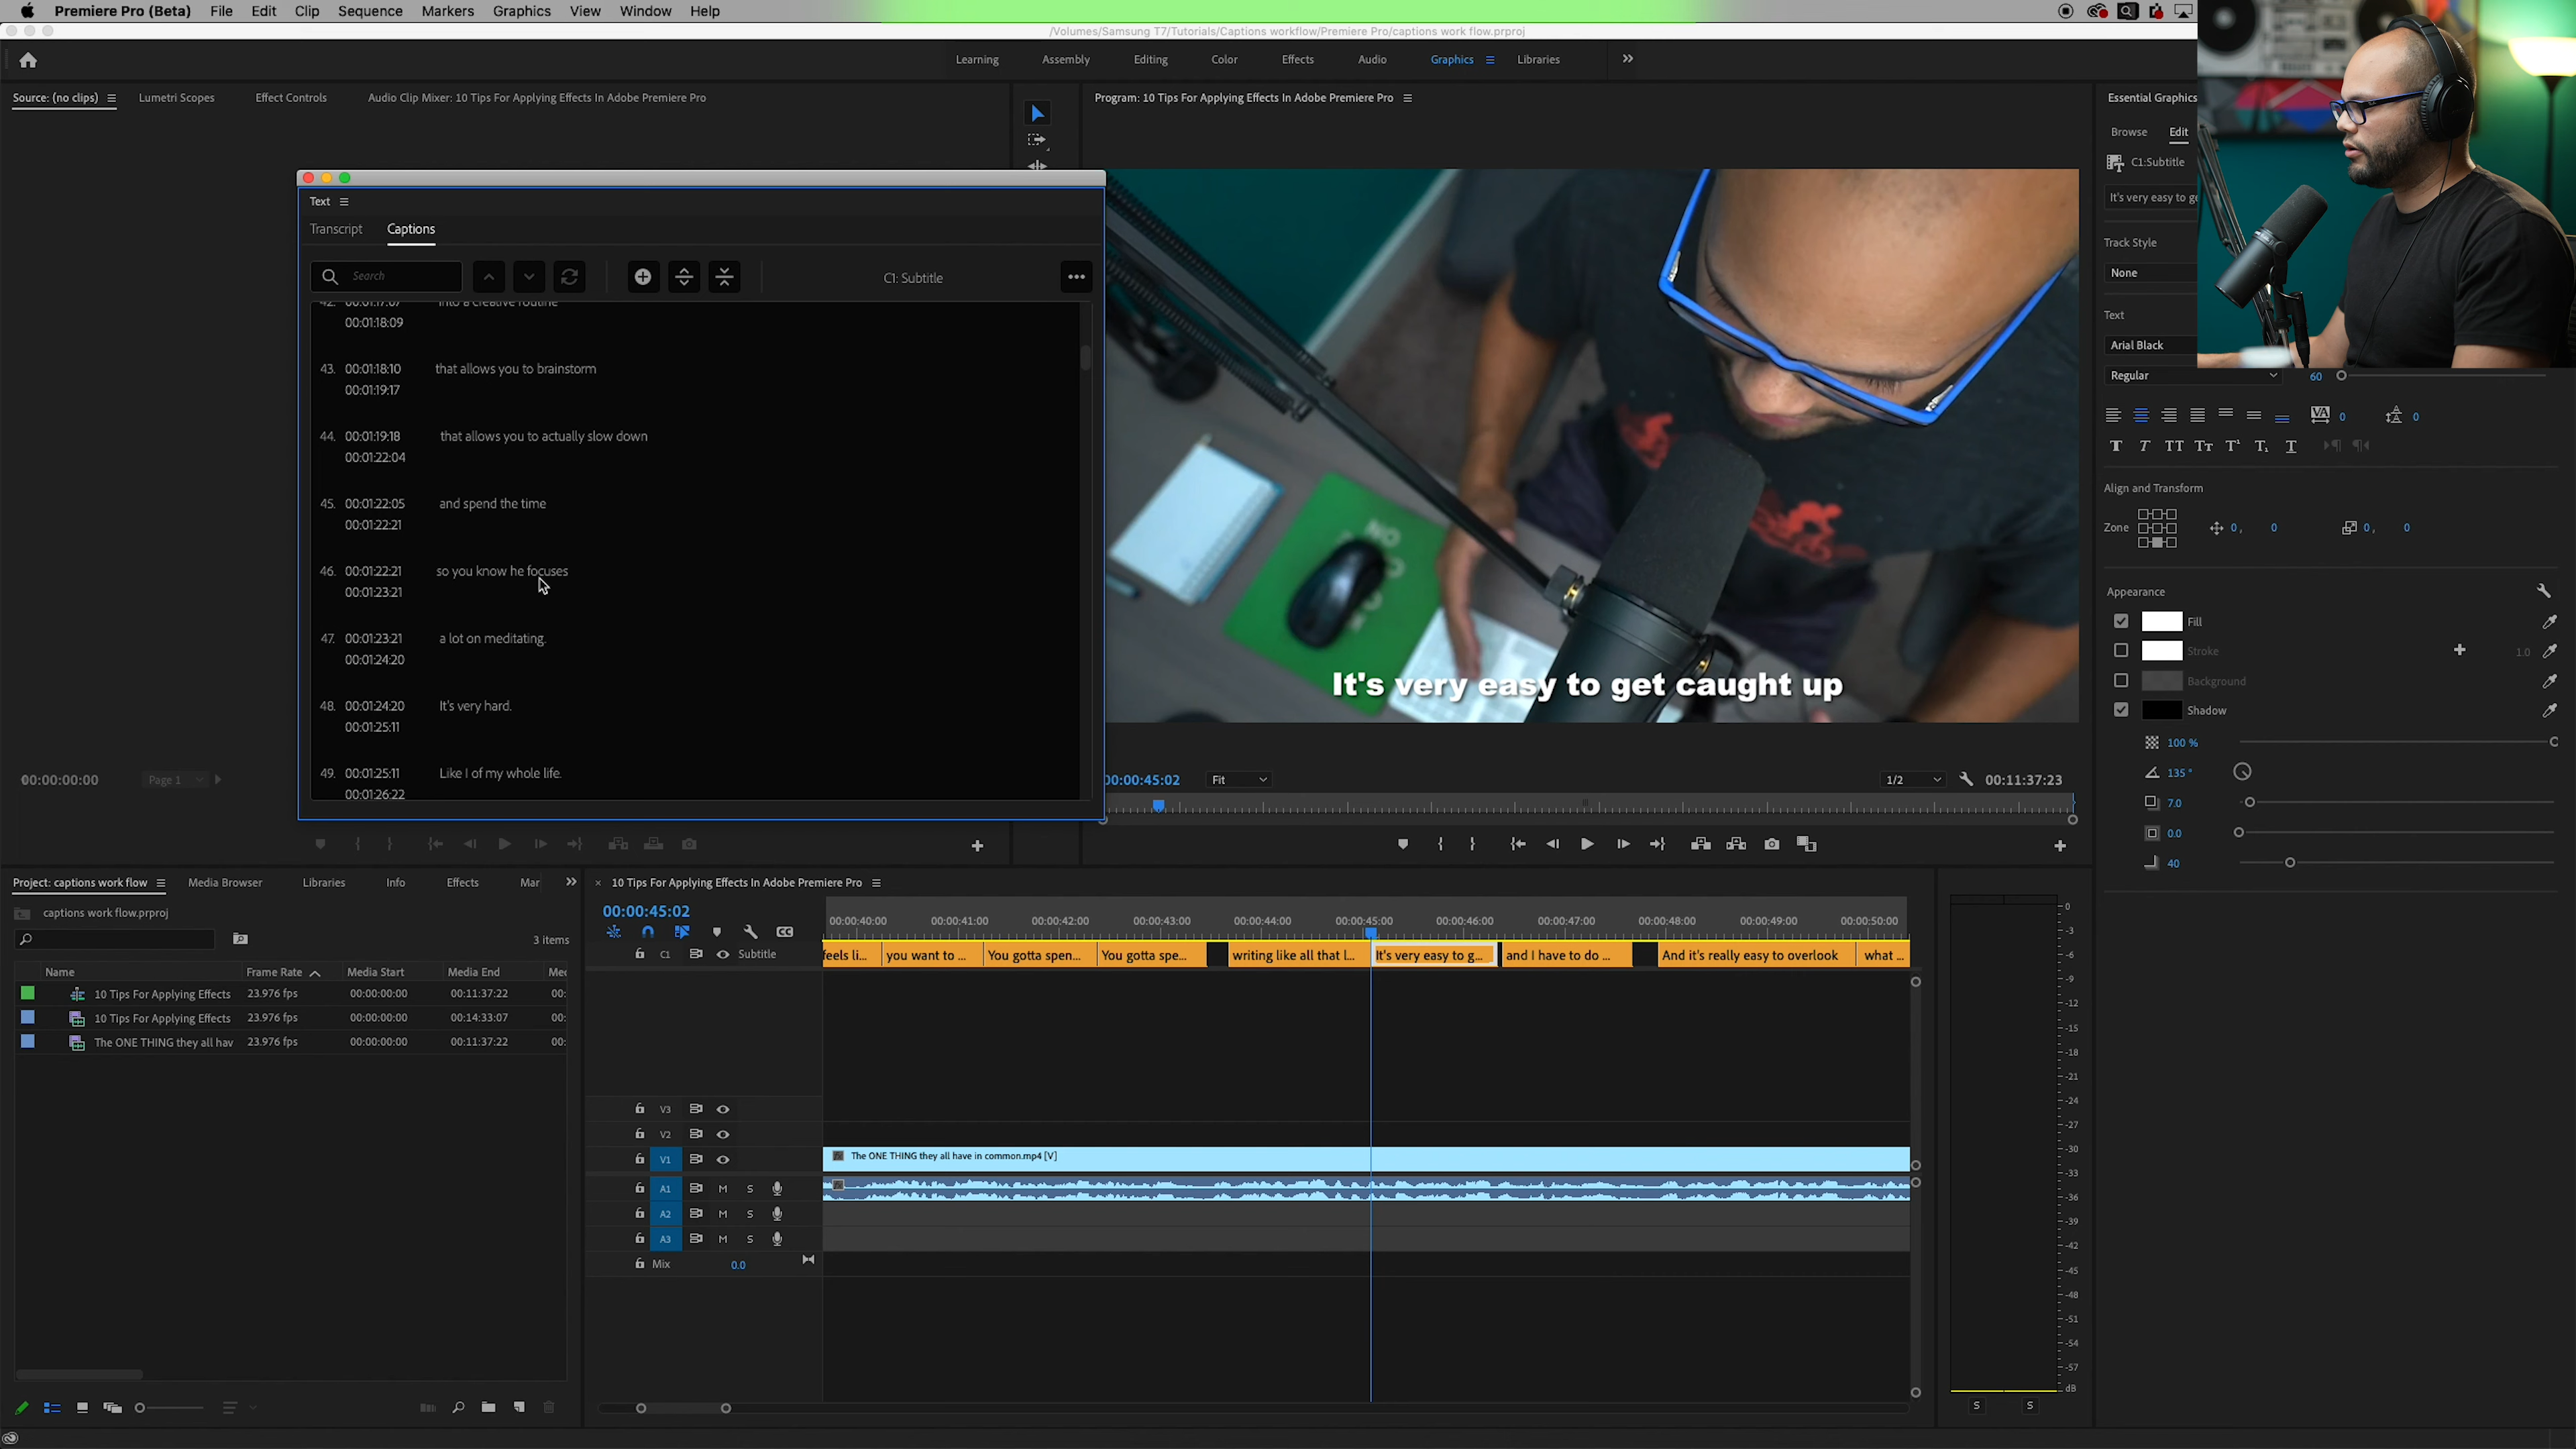 Premiere Pro (Beta) File Edit Clip Sequence Markers Graphics View Window Help
/Volumes/Samsung T7/Tutorials/Captions workflow/Premiere Pro/captions work flow.prproj
Learning Assembly Editing Color Effects Audio Graphics Libraries
Source: (no clips) Lumetri Scopes Effect Controls Audio Clip Mixer: 10 Tips For Applying Effects In Adobe Premiere Pro
Program: 10 Tips For Applying Effects In Adobe Premiere Pro
Essential Graphics
Browse Edit
C1:Subtitle
It's very easy to ge
Track Style
None
Text
Arial Black
Regular 60
0 0
Align and Transform
Zone 0, 0 0, 0
Appearance
Fill
Stroke 1.0
Background
Shadow
100 %
135 °
7.0
0.0
40
Text
Transcript Captions
Search
C1: Subtitle
42. 00:01:17:07 into a creative routine
00:01:18:09
43. 00:01:18:10 that allows you to brainstorm
00:01:19:17
44. 00:01:19:18 that allows you to actually slow down
00:01:22:04
45. 00:01:22:05 and spend the time
00:01:22:21
46. 00:01:22:21 so you know he focuses
00:01:23:21
47. 00:01:23:21 a lot on meditating.
00:01:24:20
48. 00:01:24:20 It's very hard.
00:01:25:11
49. 00:01:25:11 Like I of my whole life.
00:01:26:22
It's very easy to get caught up
00:00:00:00 Page 1
00:00:45:02 Fit 1/2 00:11:37:23
Project: captions work flow Media Browser Libraries Info Effects Mar
captions work flow.prproj
3 items
Name Frame Rate Media Start Media End Med
10 Tips For Applying Effects 23.976 fps 00:00:00:00 00:11:37:22 00:
10 Tips For Applying Effects 23.976 fps 00:00:00:00 00:14:33:07 00:
The ONE THING they all hav 23.976 fps 00:00:00:00 00:11:37:22 00:
× 10 Tips For Applying Effects In Adobe Premiere Pro
00:00:45:02
00:00:40:00 00:00:41:00 00:00:42:00 00:00:43:00 00:00:44:00 00:00:45:00 00:00:46:00 00:00:47:00 00:00:48:00 00:00:49:00 00:00:50:00
C1 Subtitle
feels li... you want to ... You gotta spen... You gotta spe... writing like all that l... It's very easy to g... and I have to do ... And it's really easy to overlook what ...
V3
V2
V1 The ONE THING they all have in common.mp4 [V]
A1 M S
A2 M S
A3 M S
Mix 0.0
0
-3
-6
-9
-12
-15
-18
-21
-24
-27
-30
-33
-36
-39
-42
-45
-48
-51
-54
-57
dB
S S